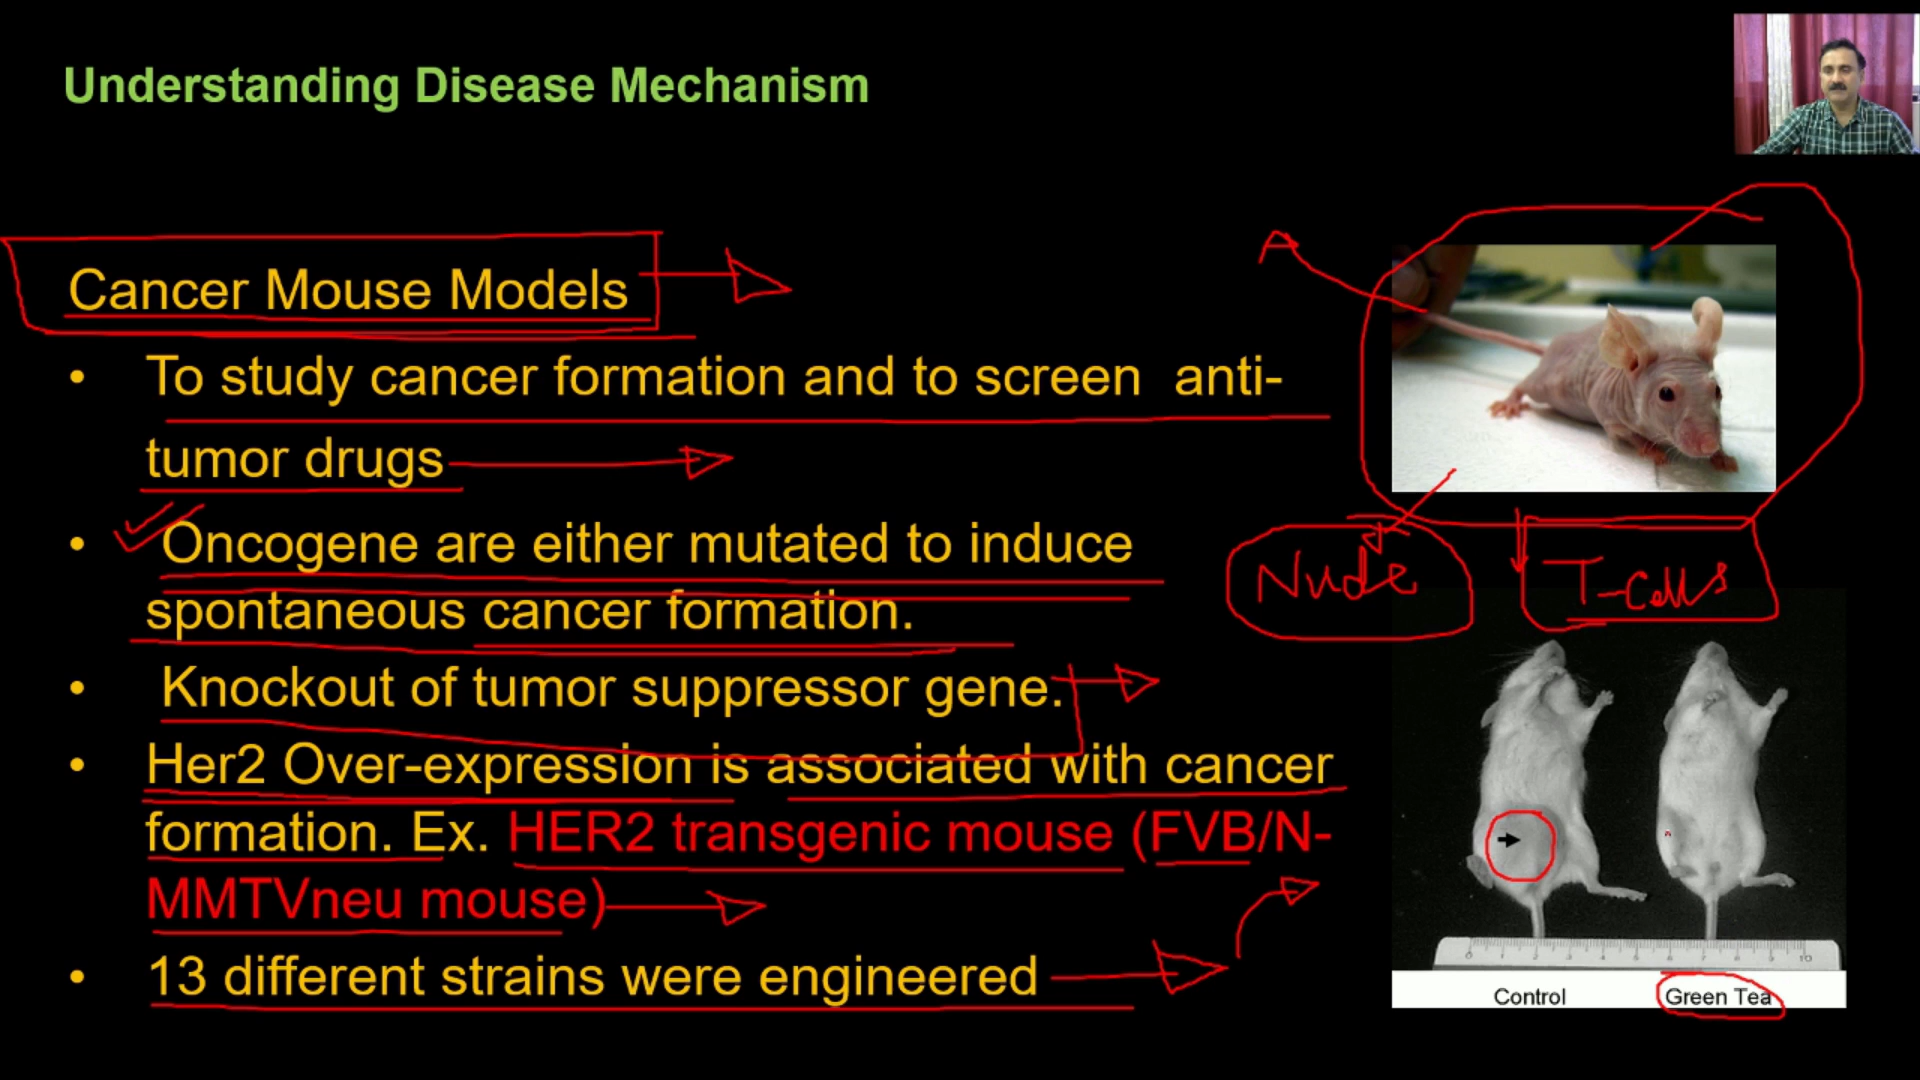 Understanding Disease Mechanism
Cancer Mouse Models
• To study cancer formation and to screen anti-
tumor drugs
• Oncogene are either mutated to induce
spontaneous cancer formation.
• Knockout of tumor suppressor gene.
• Her2 Over-expression is associated with cancer
formation. Ex. HER2 transgenic mouse (FVB/N-
MMTVneu mouse)
• 13 different strains were engineered
Nude
T-Cells
Control
Green Tea